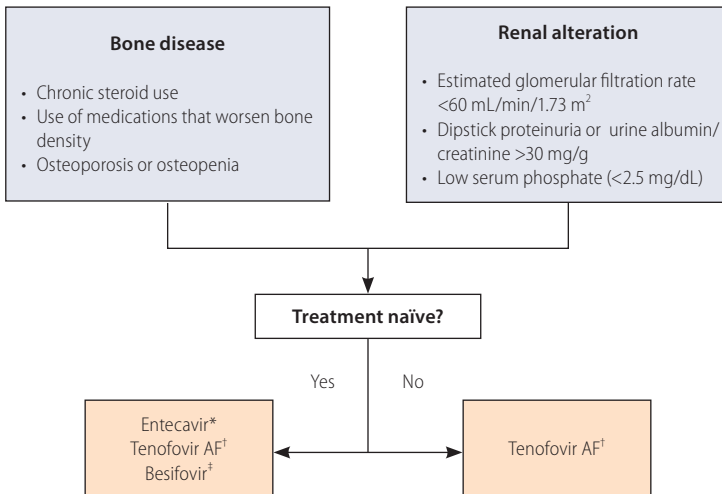 Bone disease
• Chronic steroid use
• Use of medications that worsen bone
density
• Osteoporosis or osteopenia
Renal alteration
• Estimated glomerular filtration rate
<60 mL/min/1.73 m²
• Dipstick proteinuria or urine albumin/
creatinine >30 mg/g
• Low serum phosphate (<2.5 mg/dL)
Treatment naïve?
Yes
No
Entecavir*
Tenofovir AF†
Besifovir‡
Tenofovir AF†